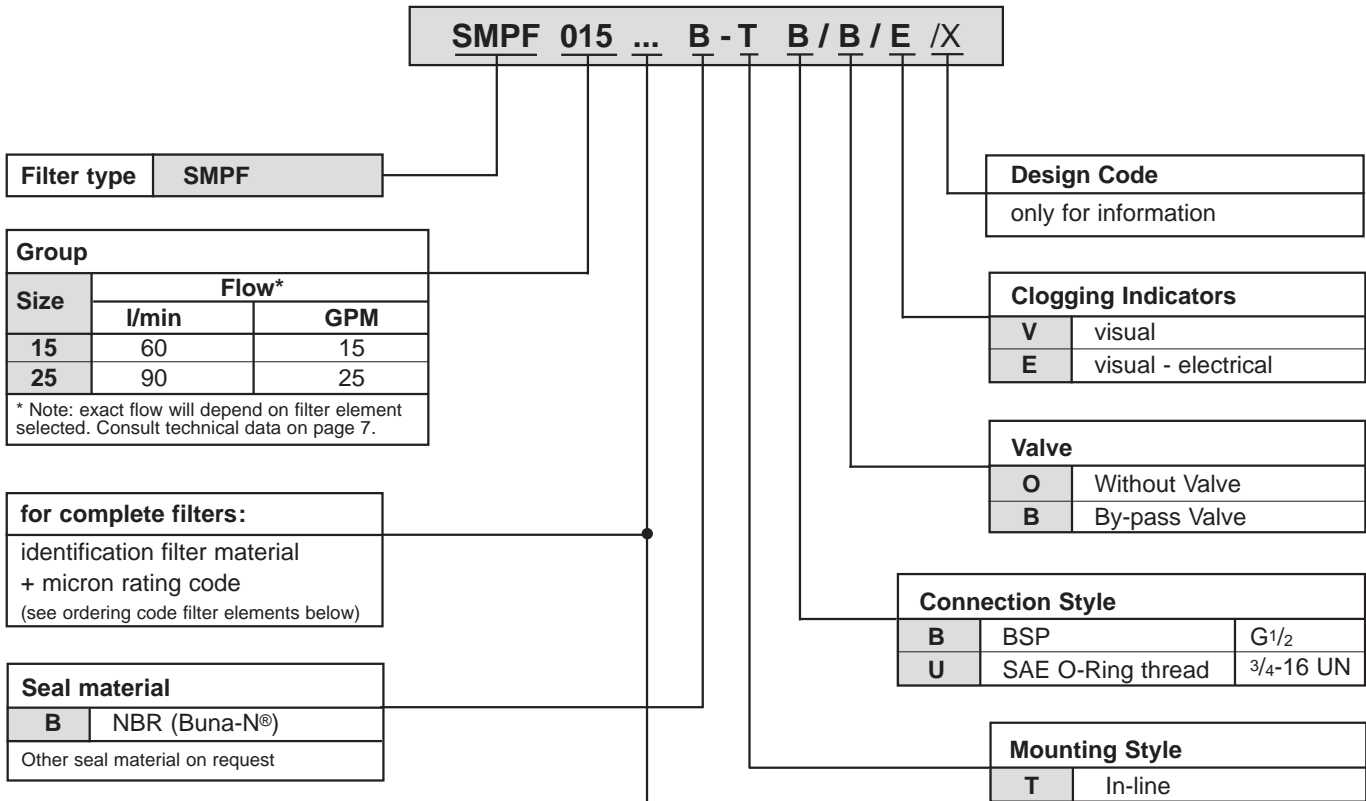 SMPF 015 ... B - T B / B / E /X
Filter type SMPF
Group
Size Flow*
l/min GPM
15 60 15
25 90 25
* Note: exact flow will depend on filter element
selected. Consult technical data on page 7.
for complete filters:
identification filter material
+ micron rating code
(see ordering code filter elements below)
Seal material
B NBR (Buna-N®)
Other seal material on request
Design Code
only for information
Clogging Indicators
V visual
E visual - electrical
Valve
O Without Valve
B By-pass Valve
Connection Style
B BSP G1/2
U SAE O-Ring thread 3/4-16 UN
Mounting Style
T In-line